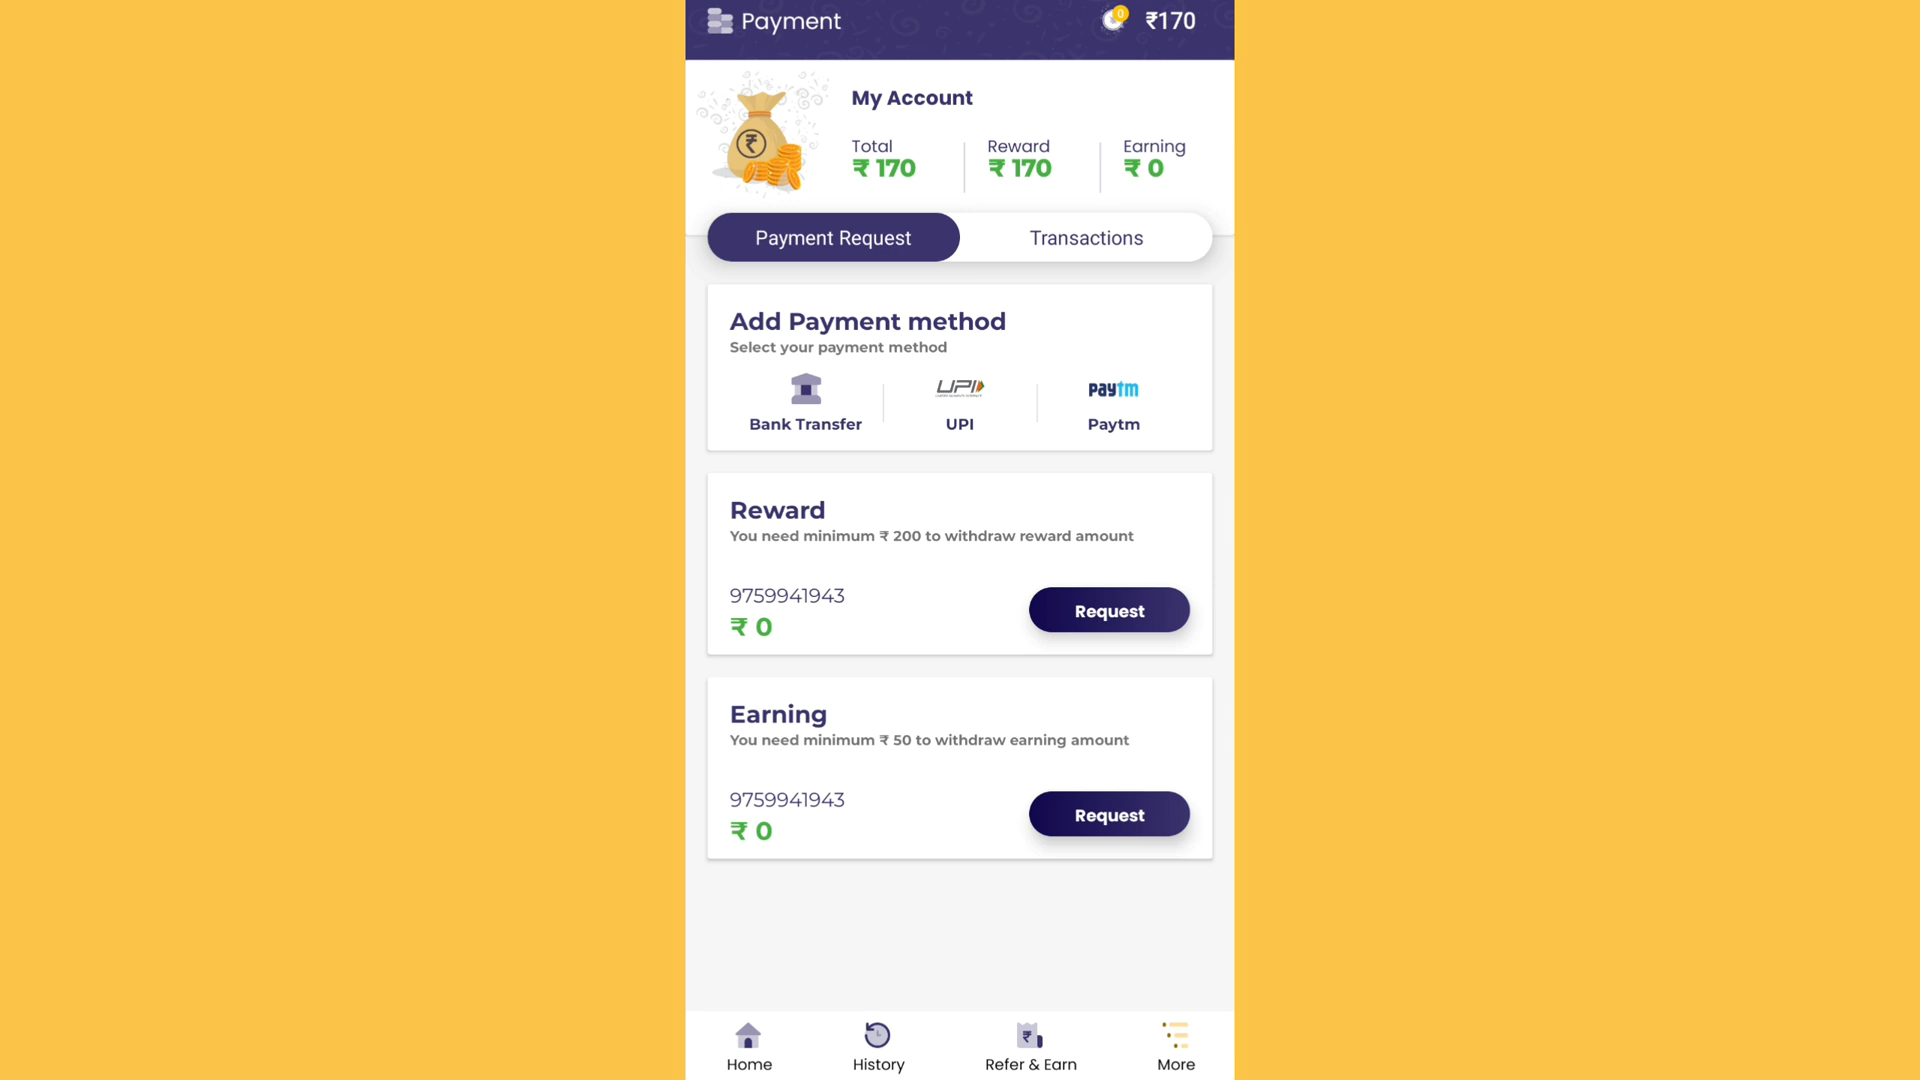 Payment
0
₹170
My Account
Total
Reward
Earning
₹ 170
₹ 170
₹ 0
Payment Request
Transactions
Add Payment method
Select your payment method
UPI
paytm
Bank Transfer
UPI
Paytm
Reward
You need minimum ₹ 200 to withdraw reward amount
9759941943
₹ 0
Request
Earning
You need minimum ₹ 50 to withdraw earning amount
9759941943
₹ 0
Request
Home
History
Refer & Earn
More